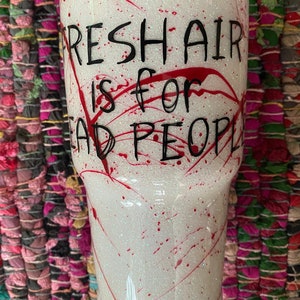 RESH AIR
is for
EAD PEOPL